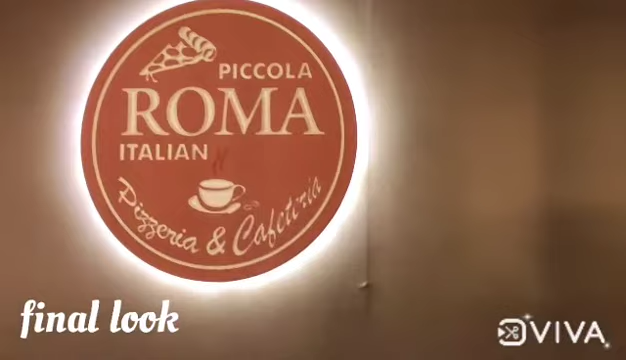 PICCOLA
ROMA
ITALIAN
Pizzeria & Cafeteria
final look
VIVA